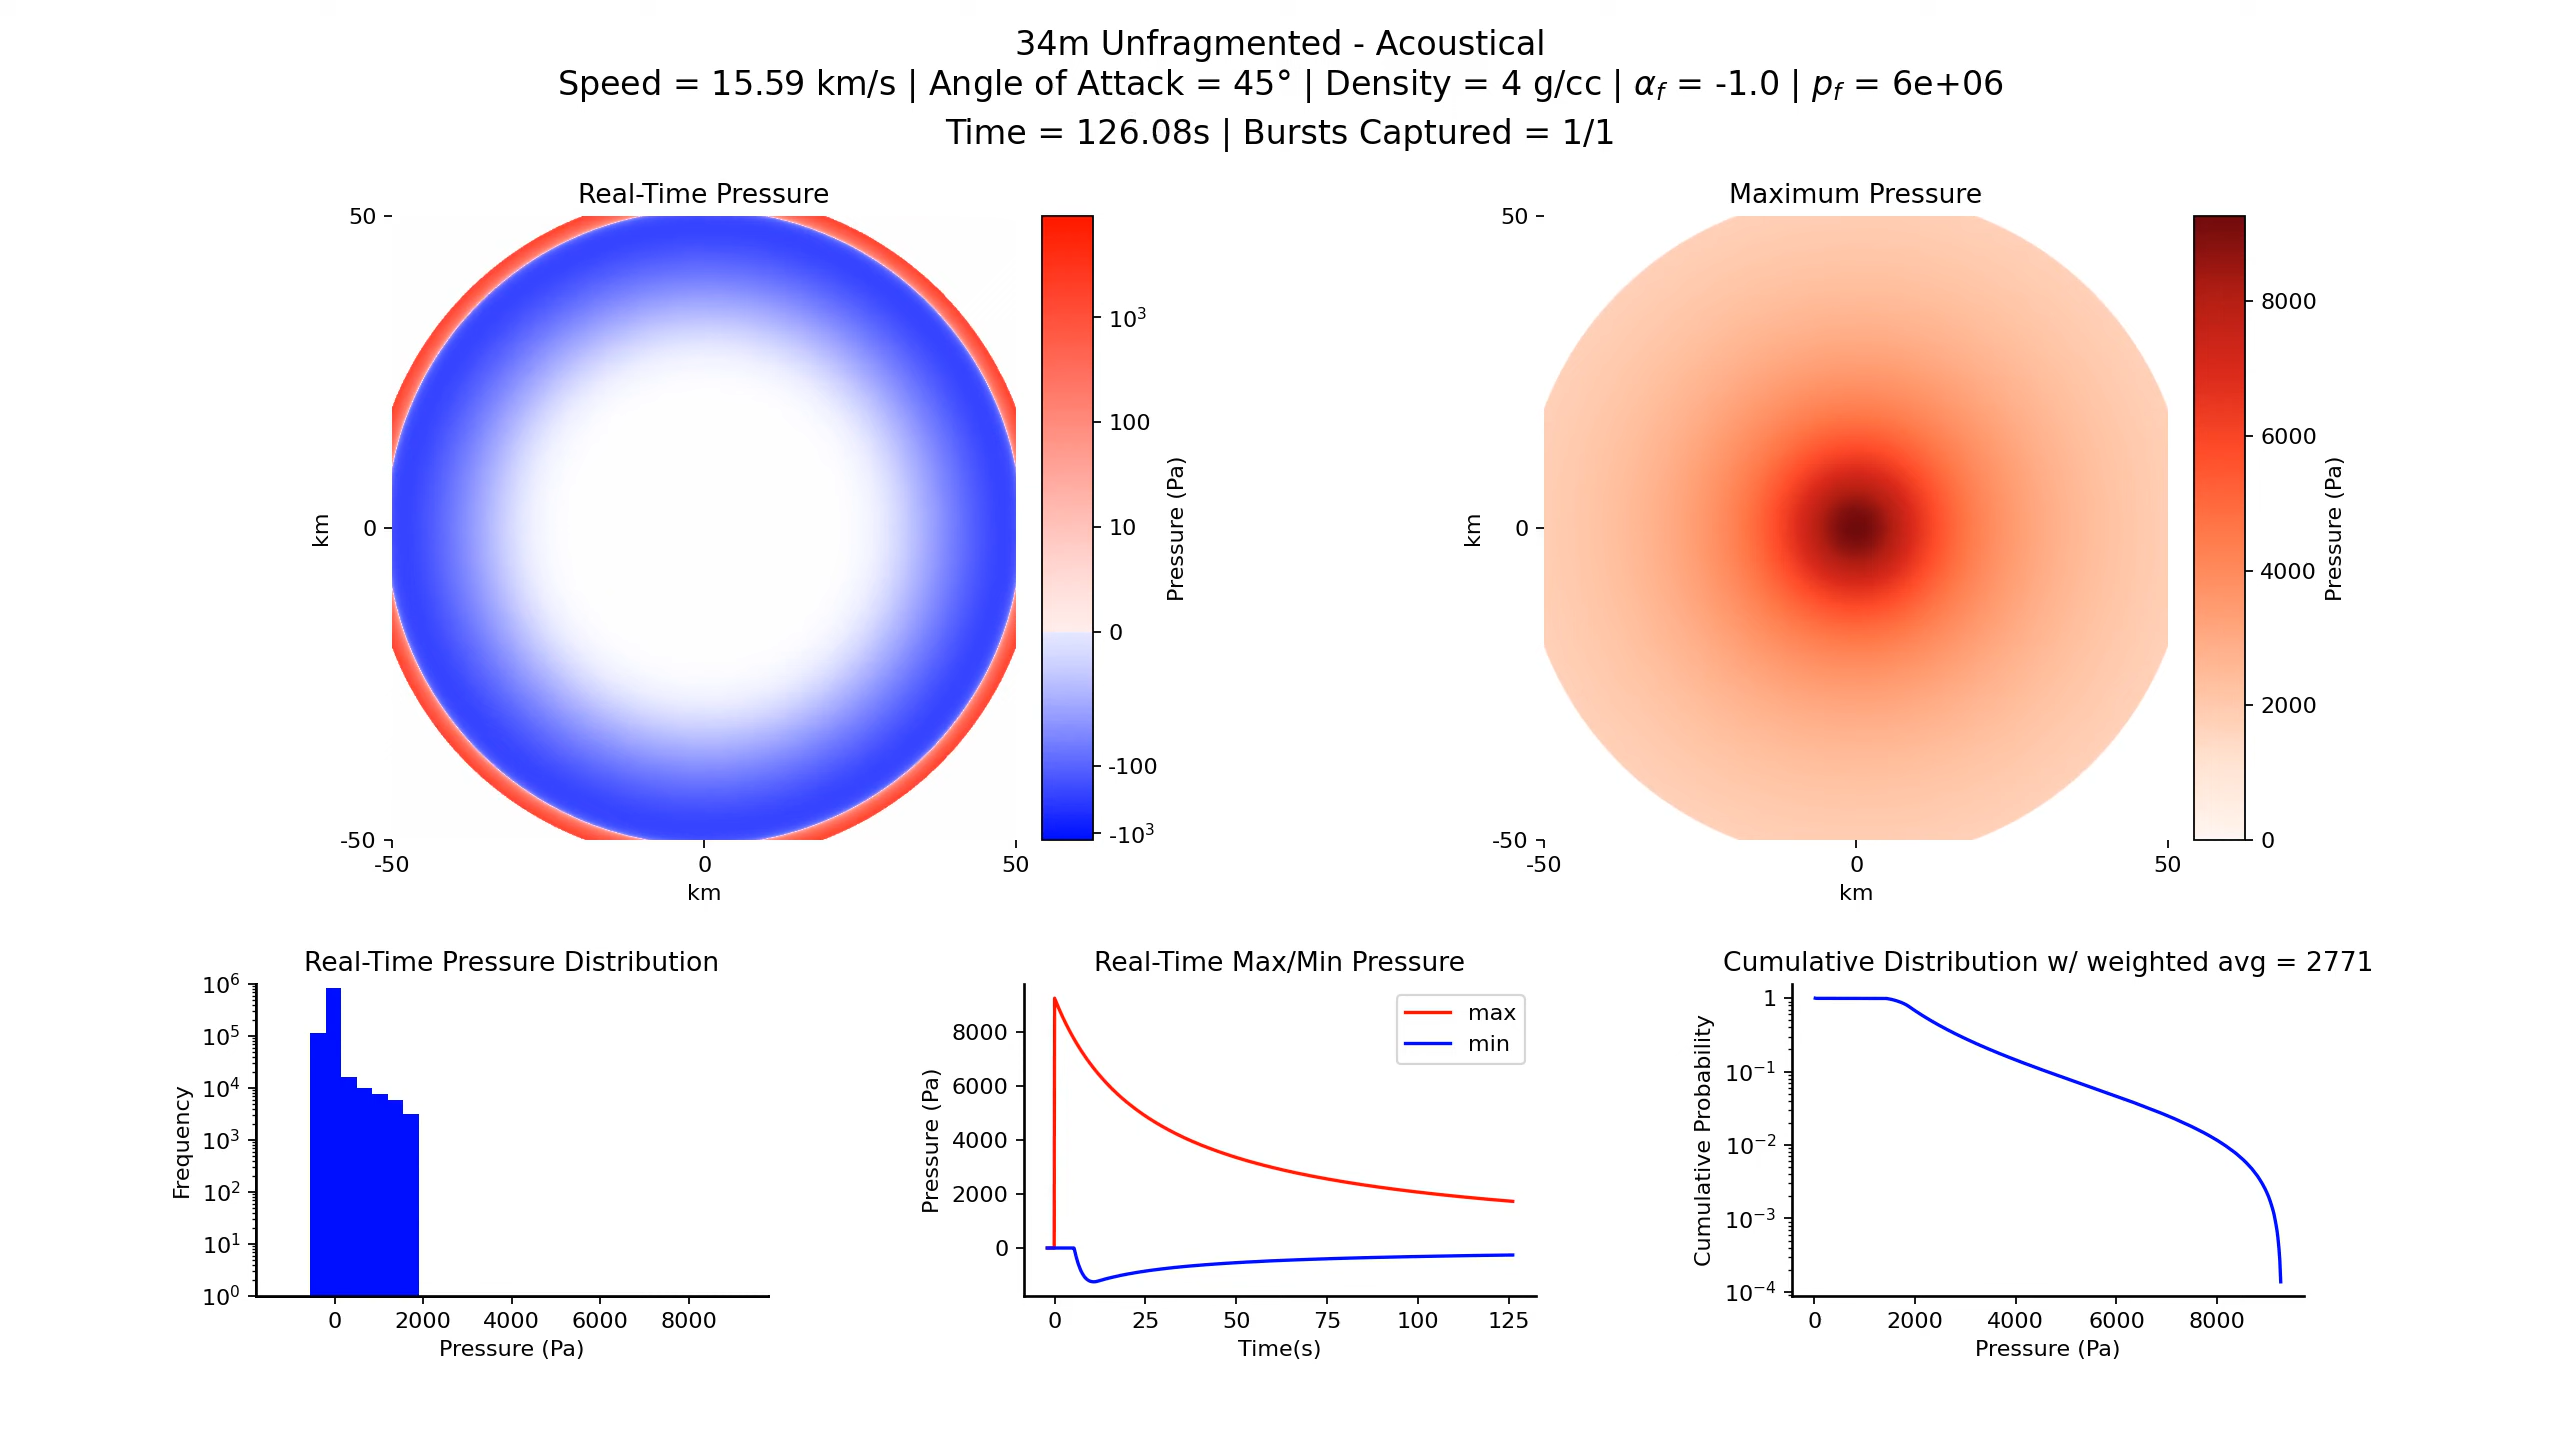 34m Unfragmented - Acoustical
Speed = 15.59 km/s | Angle of Attack = 45° | Density = 4 g/cc | α_f = -1.0 | p_f = 6e+06
Time = 126.08s | Bursts Captured = 1/1
Real-Time Pressure
50
0
-50
km
-50
0
50
km
10³
100
10
0
-100
-10³
Pressure (Pa)
Maximum Pressure
50
0
-50
km
-50
0
50
km
8000
6000
4000
2000
0
Pressure (Pa)
Real-Time Pressure Distribution
10⁶
10⁵
10⁴
10³
10²
10¹
10⁰
Frequency
0
2000
4000
6000
8000
Pressure (Pa)
Real-Time Max/Min Pressure
max
min
8000
6000
4000
2000
0
Pressure (Pa)
0
25
50
75
100
125
Time(s)
Cumulative Distribution w/ weighted avg = 2771
1
10⁻¹
10⁻²
10⁻³
10⁻⁴
Cumulative Probability
0
2000
4000
6000
8000
Pressure (Pa)